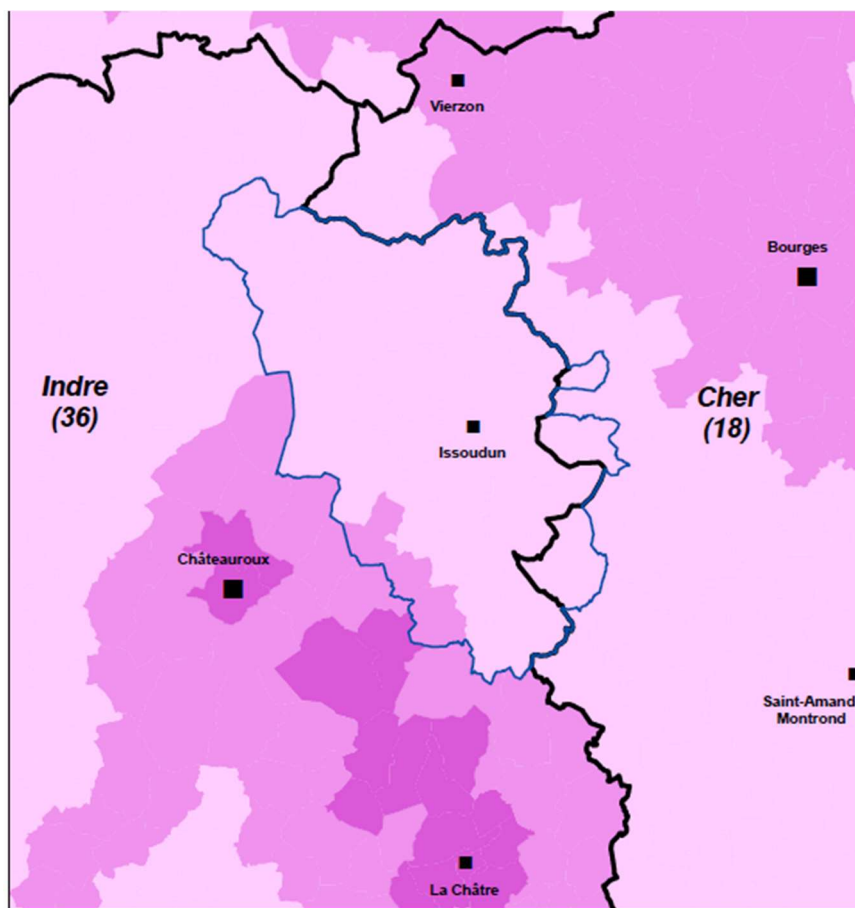 Vierzon
Bourges
Indre
(36)
Cher
(18)
Issoudun
Châteauroux
Saint-Amand
Montrond
La Châtre